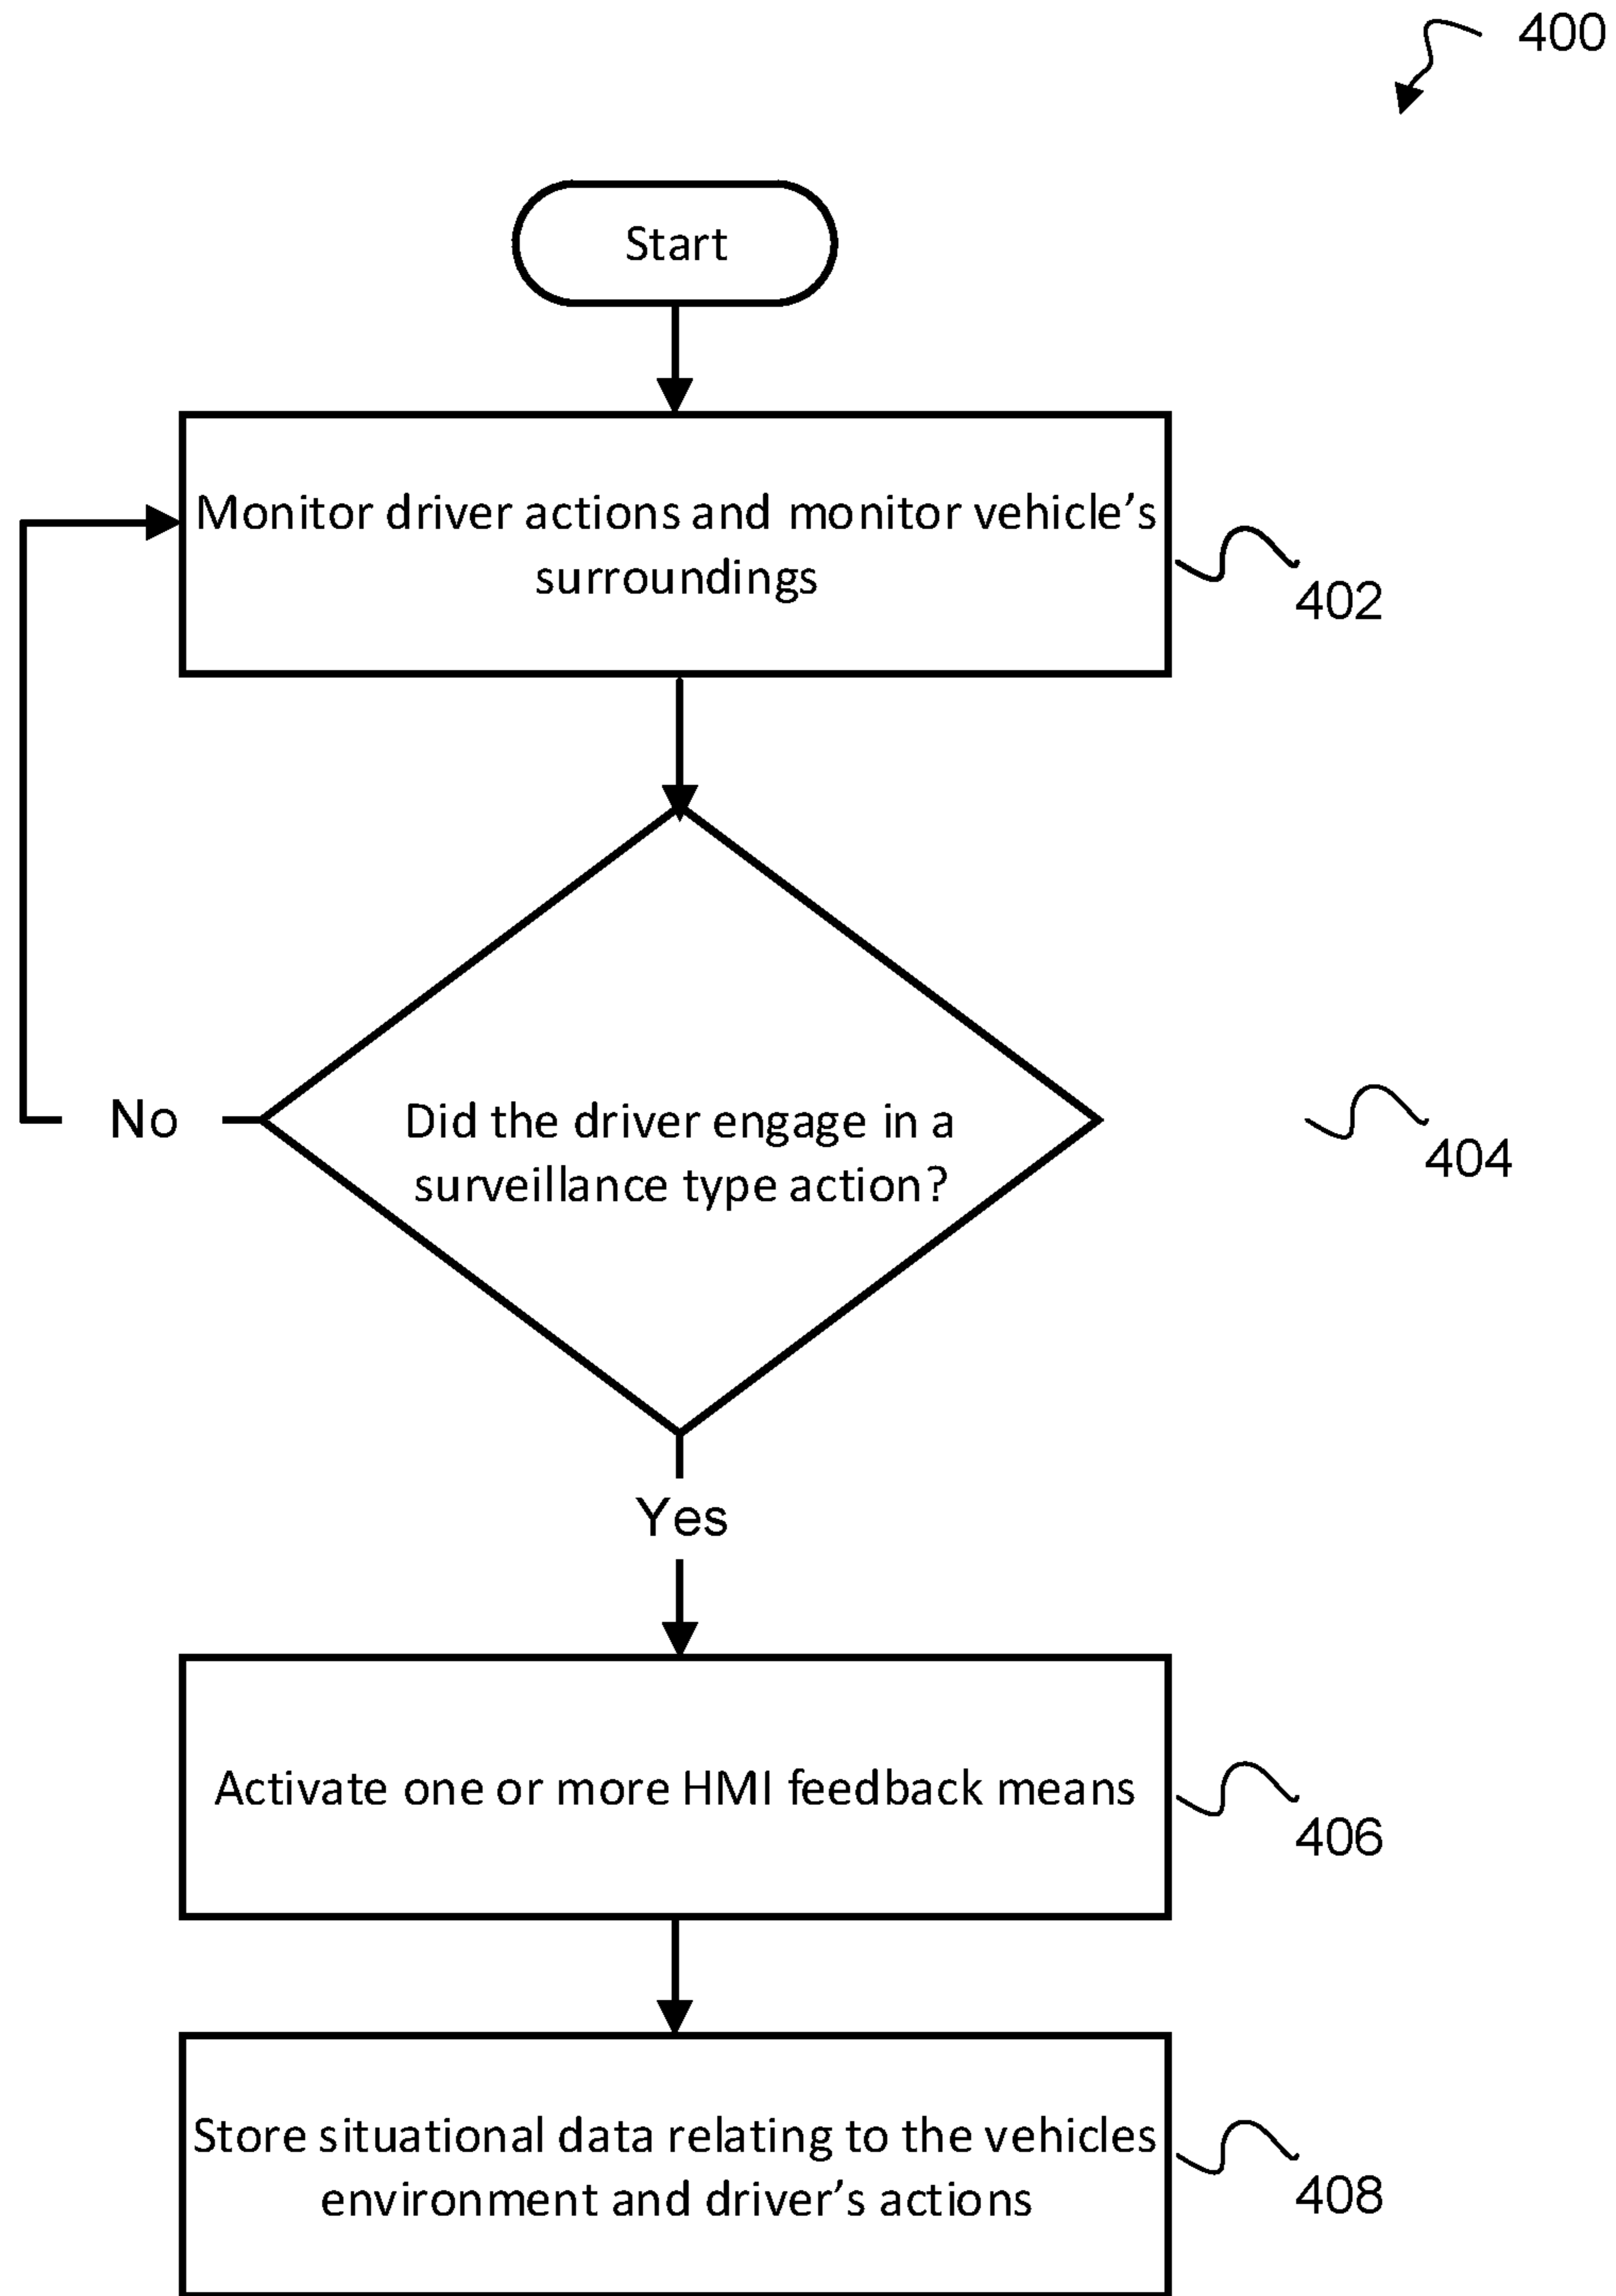 400
Start
Monitor driver actions and monitor vehicle’s
surroundings
402
Did the driver engage in a
surveillance type action?
404
No
Yes
Activate one or more HMI feedback means
406
Store situational data relating to the vehicles
environment and driver’s actions
408